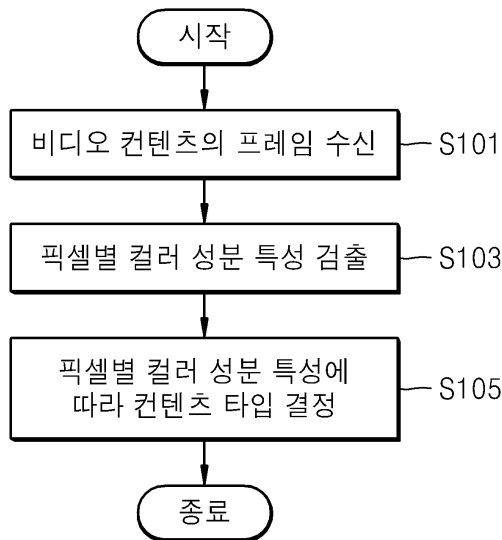 시작
비디오 컨텐츠의 프레임 수신
S101
픽셀별 컬러 성분 특성 검출
S103
픽셀별 컬러 성분 특성에
따라 컨텐츠 타입 결정
S105
종료